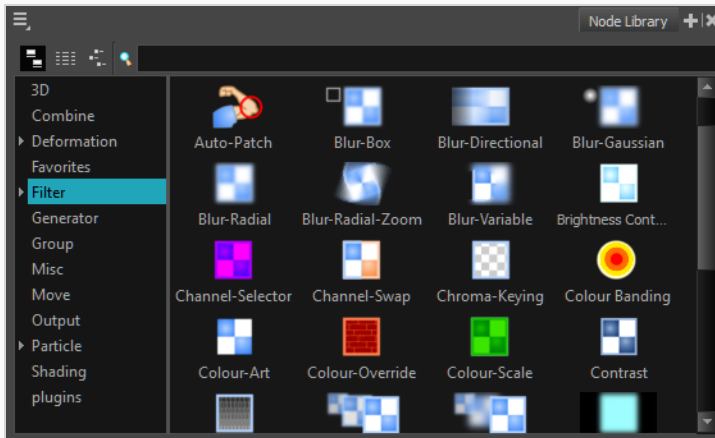 Node Library
3D
Combine
Deformation
Favorites
Filter
Generator
Group
Misc
Move
Output
Particle
Shading
plugins
Auto-Patch Blur-Box Blur-Directional Blur-Gaussian
Blur-Radial Blur-Radial-Zoom Blur-Variable Brightness Cont...
Channel-Selector Channel-Swap Chroma-Keying Colour Banding
Colour-Art Colour-Override Colour-Scale Contrast